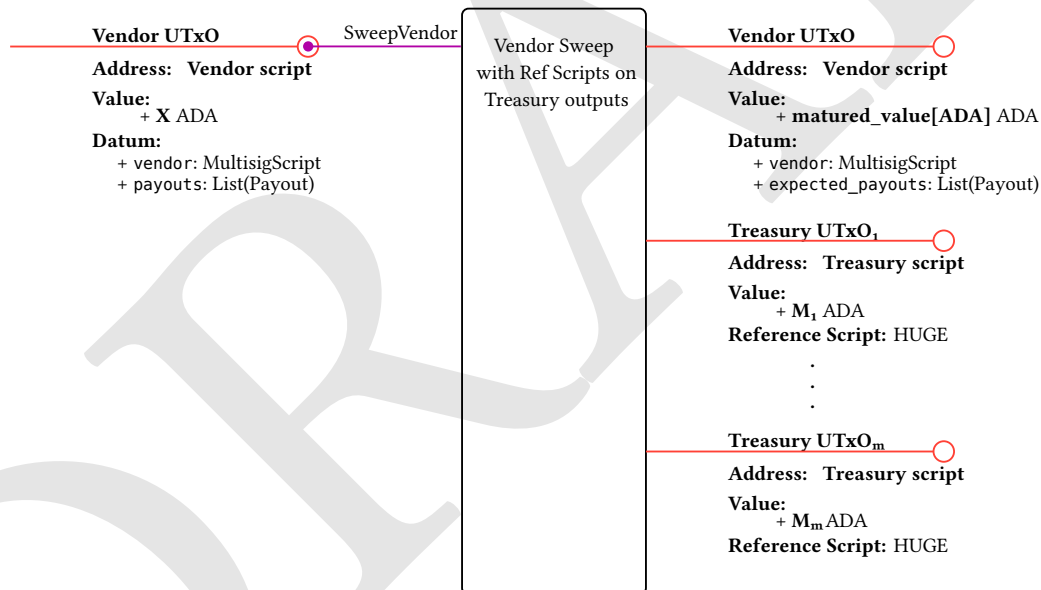 Vendor UTxO
Address: Vendor script
Value:
+ X ADA
Datum:
+ vendor: MultisigScript
+ payouts: List(Payout)
SweepVendor
Vendor Sweep
with Ref Scripts on
Treasury outputs
Vendor UTxO
Address: Vendor script
Value:
+ matured_value[ADA] ADA
Datum:
+ vendor: MultisigScript
+ expected_payouts: List(Payout)
Treasury UTxO₁
Address: Treasury script
Value:
+ M₁ ADA
Reference Script: HUGE
.
.
.
Treasury UTxOₘ
Address: Treasury script
Value:
+ Mₘ ADA
Reference Script: HUGE